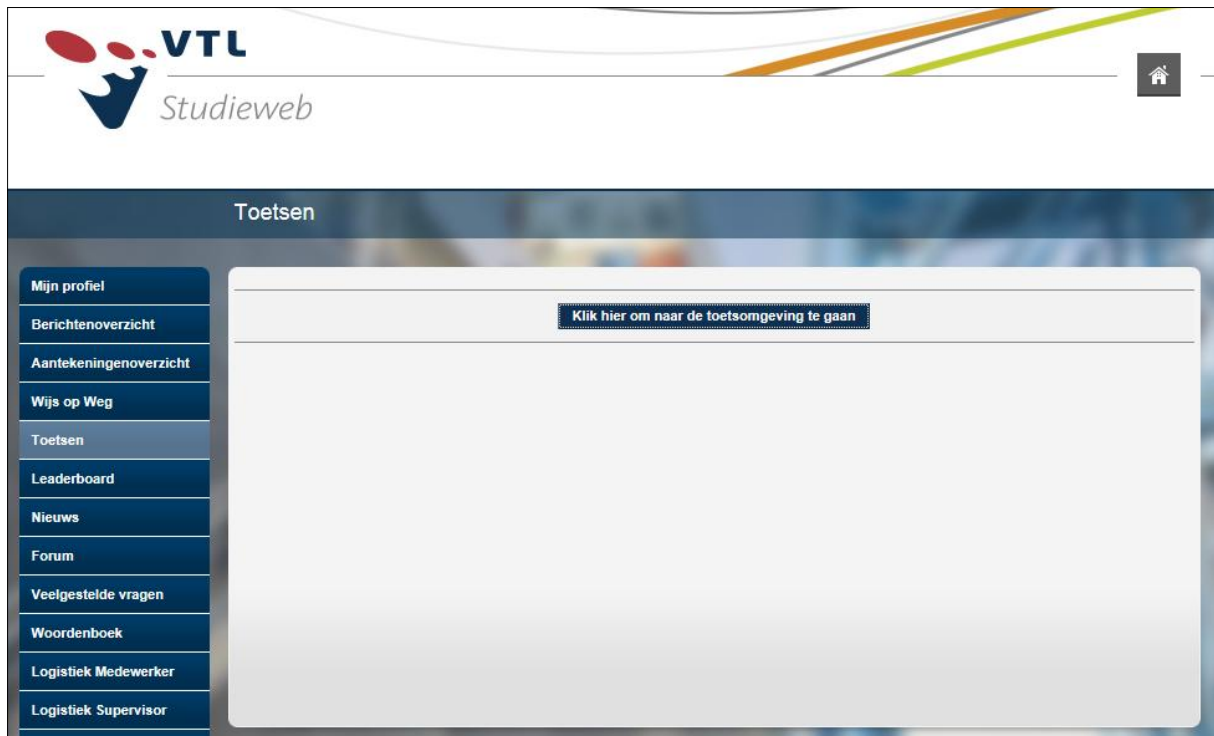 VTL
Studieweb
Toetsen
Mijn profiel
Berichtenoverzicht
Aantekeningenoverzicht
Wijs op Weg
Toetsen
Leaderboard
Nieuws
Forum
Veelgestelde vragen
Woordenboek
Logistiek Medewerker
Logistiek Supervisor
Klik hier om naar de toetsomgeving te gaan